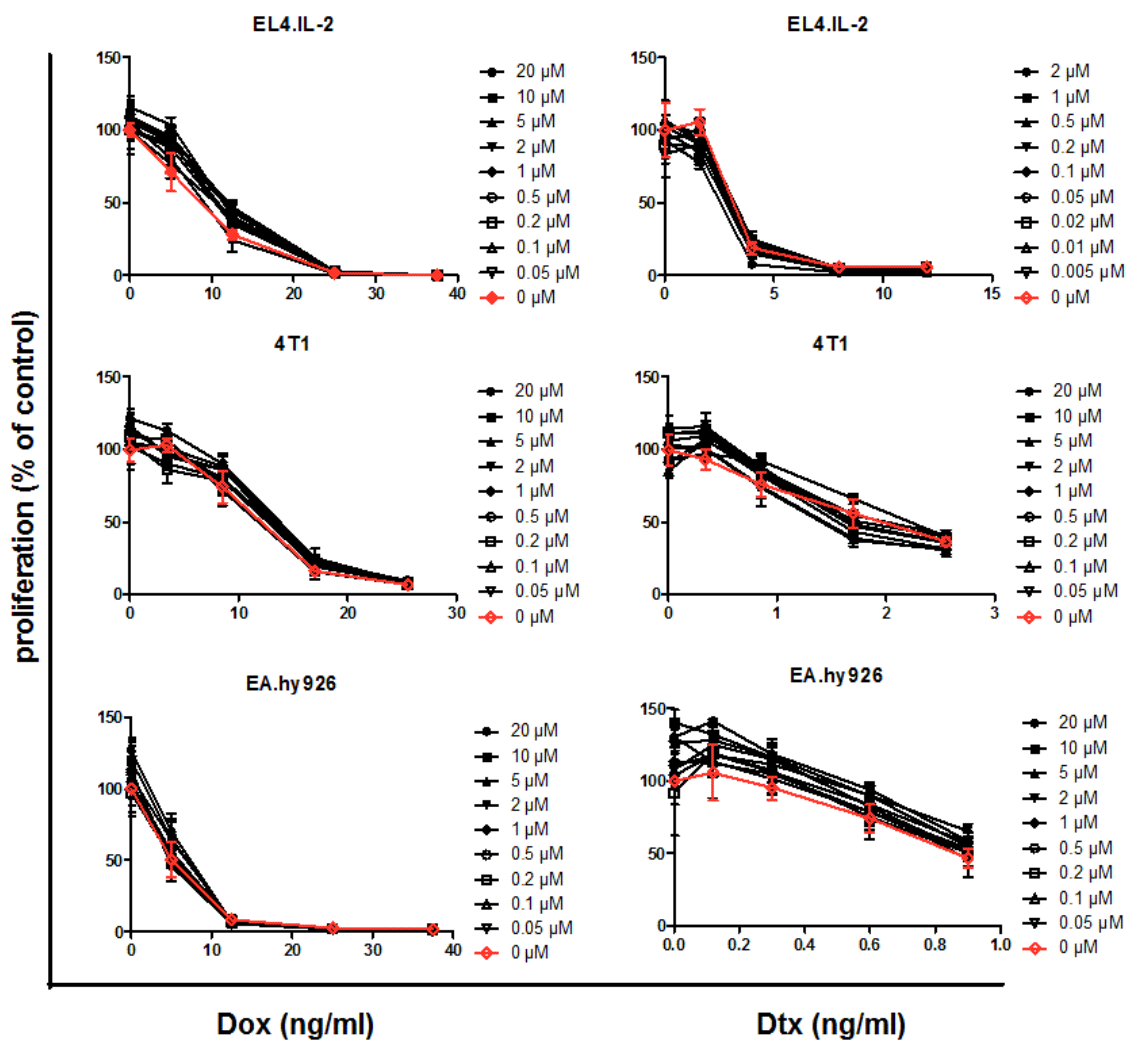 EL4.IL-2
150
100
50
0
0
10
20
30
40
20 µM
10 µM
5 µM
2 µM
1 µM
0.5 µM
0.2 µM
0.1 µM
0.05 µM
0 µM
EL4.IL-2
150
100
50
0
0
5
10
15
2 µM
1 µM
0.5 µM
0.2 µM
0.1 µM
0.05 µM
0.02 µM
0.01 µM
0.005 µM
0 µM
4T1
150
100
50
0
0
10
20
30
20 µM
10 µM
5 µM
2 µM
1 µM
0.5 µM
0.2 µM
0.1 µM
0.05 µM
0 µM
4T1
150
100
50
0
0
1
2
3
20 µM
10 µM
5 µM
2 µM
1 µM
0.5 µM
0.2 µM
0.1 µM
0.05 µM
0 µM
EA.hy926
150
100
50
0
0
10
20
30
40
20 µM
10 µM
5 µM
2 µM
1 µM
0.5 µM
0.2 µM
0.1 µM
0.05 µM
0 µM
EA.hy926
150
100
50
0
0.0
0.2
0.4
0.6
0.8
1.0
20 µM
10 µM
5 µM
2 µM
1 µM
0.5 µM
0.2 µM
0.1 µM
0.05 µM
0 µM
proliferation (% of control)
Dox (ng/ml)
Dtx (ng/ml)